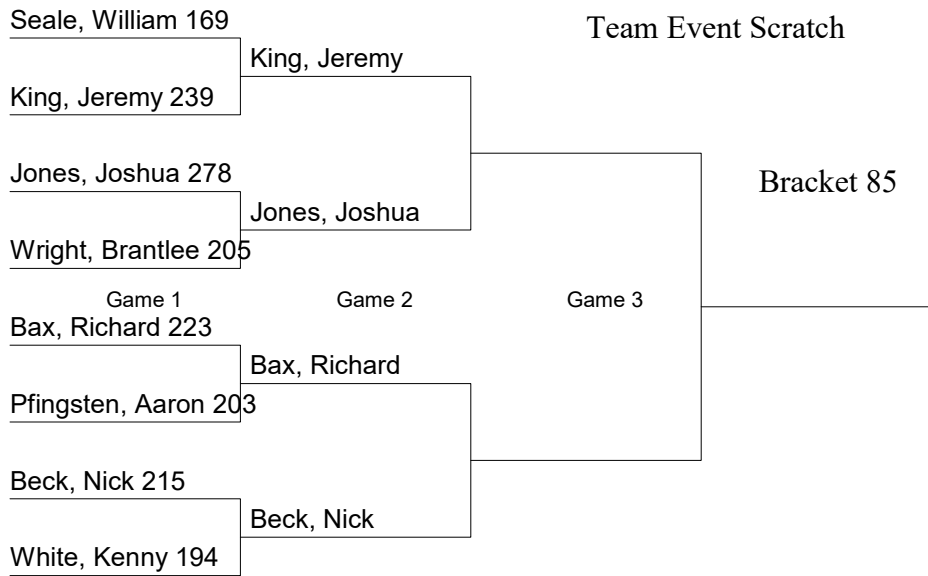 Seale, William 169
Team Event Scratch
King, Jeremy
King, Jeremy 239
Jones, Joshua 278
Bracket 85
Jones, Joshua
Wright, Brantlee 205
Game 1
Game 2
Game 3
Bax, Richard 223
Bax, Richard
Pfingsten, Aaron 203
Beck, Nick 215
Beck, Nick
White, Kenny 194